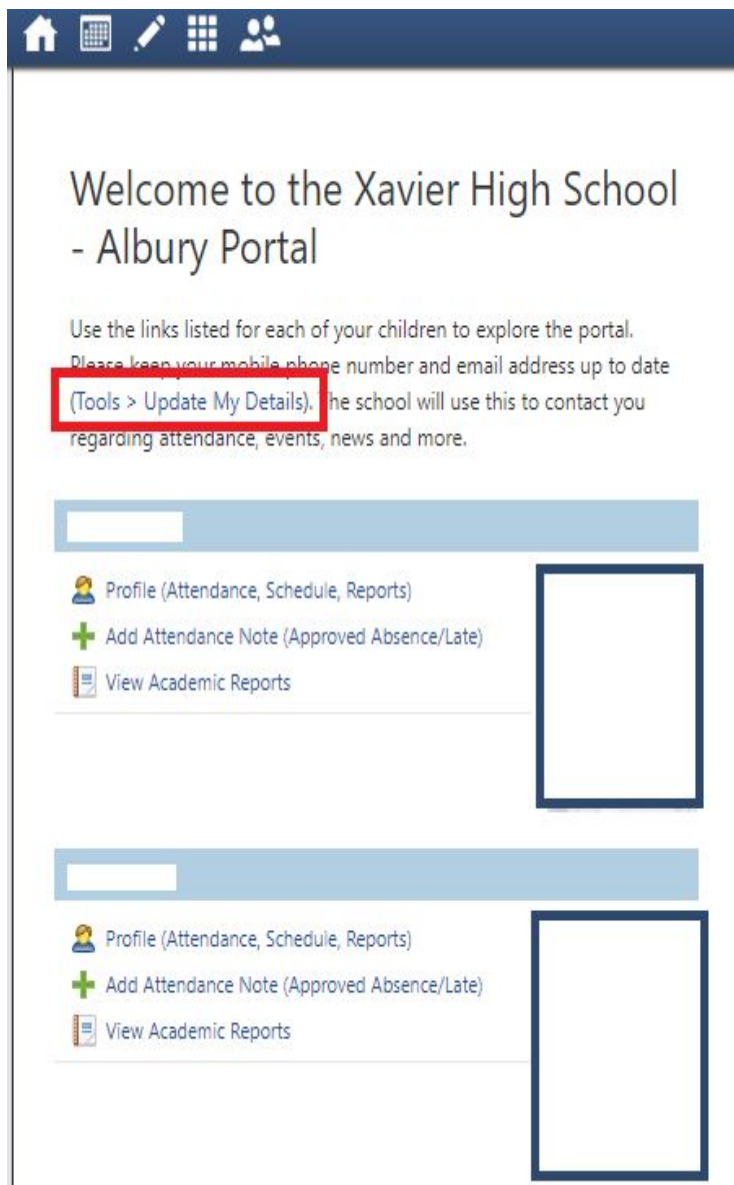 Welcome to the Xavier High School
- Albury Portal
Use the links listed for each of your children to explore the portal.
Please keep your mobile phone number and email address up to date
(Tools > Update My Details). The school will use this to contact you
regarding attendance, events, news and more.
Profile (Attendance, Schedule, Reports)
Add Attendance Note (Approved Absence/Late)
View Academic Reports
Profile (Attendance, Schedule, Reports)
Add Attendance Note (Approved Absence/Late)
View Academic Reports